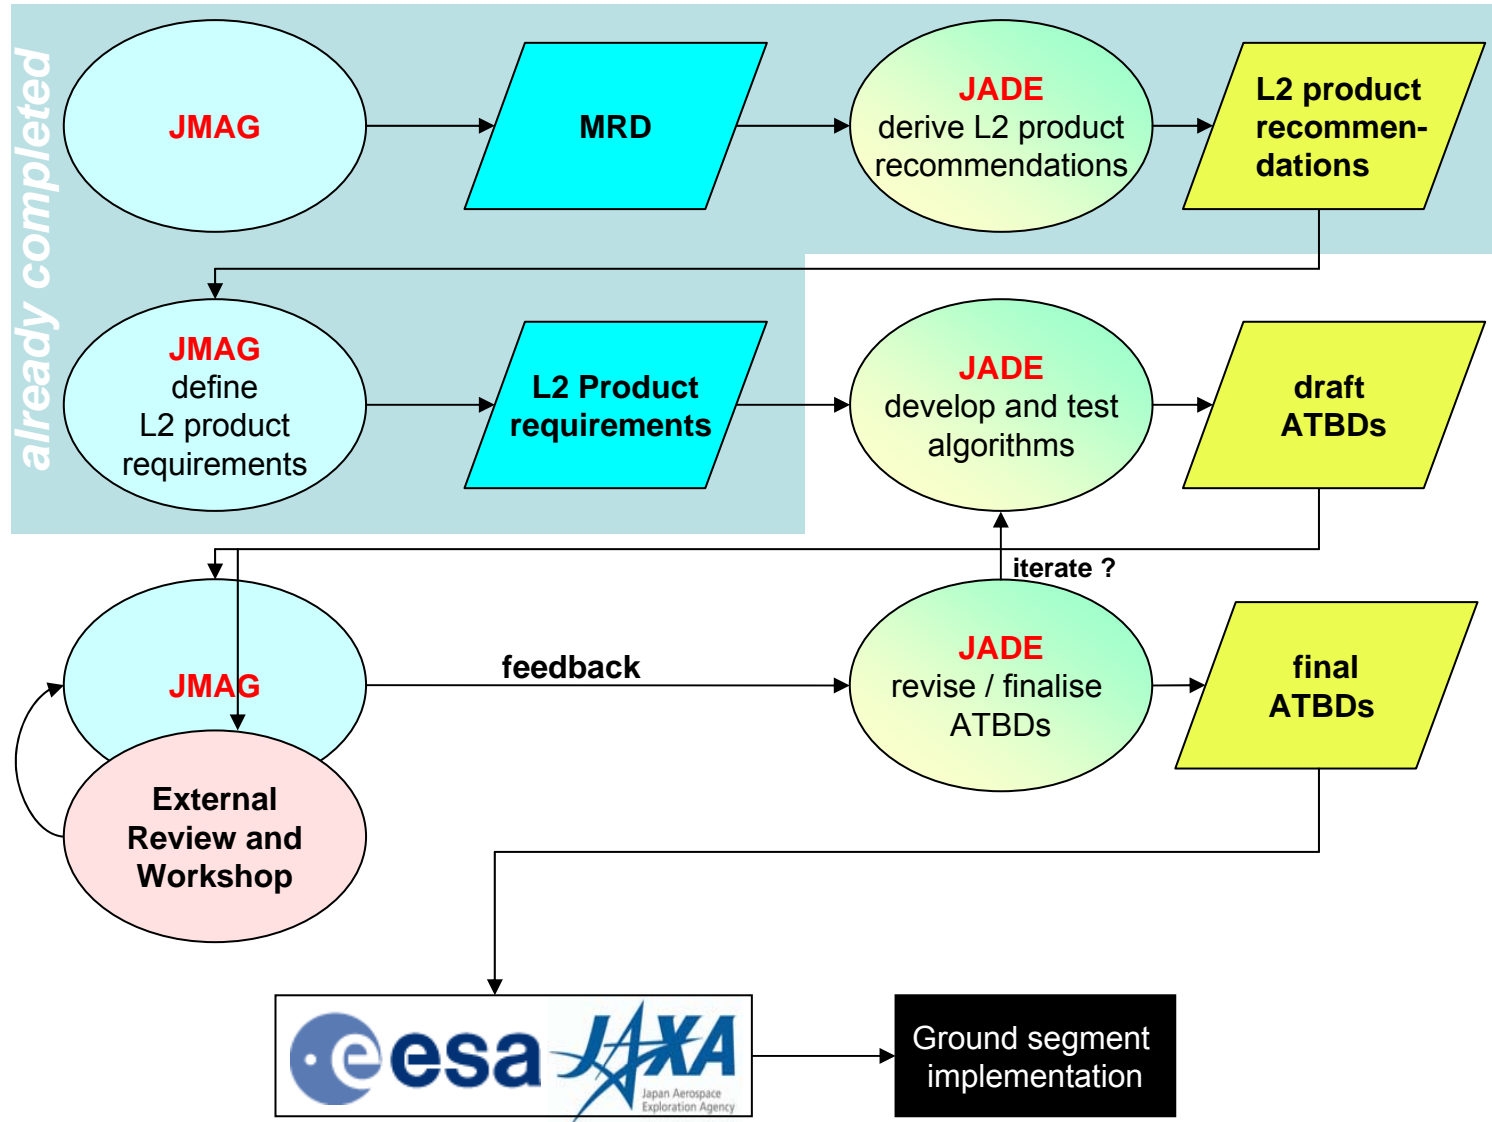 already completed
JMAG
MRD
JADE
derive L2 product
recommendations
L2 product
recommen-
dations
JMAG
define
L2 product
requirements
L2 Product
requirements
JADE
develop and test
algorithms
draft
ATBDs
iterate ?
JMAG
feedback
JADE
revise / finalise
ATBDs
final
ATBDs
External
Review and
Workshop
esa
JAXA
Japan Aerospace
Exploration Agency
Ground segment
implementation